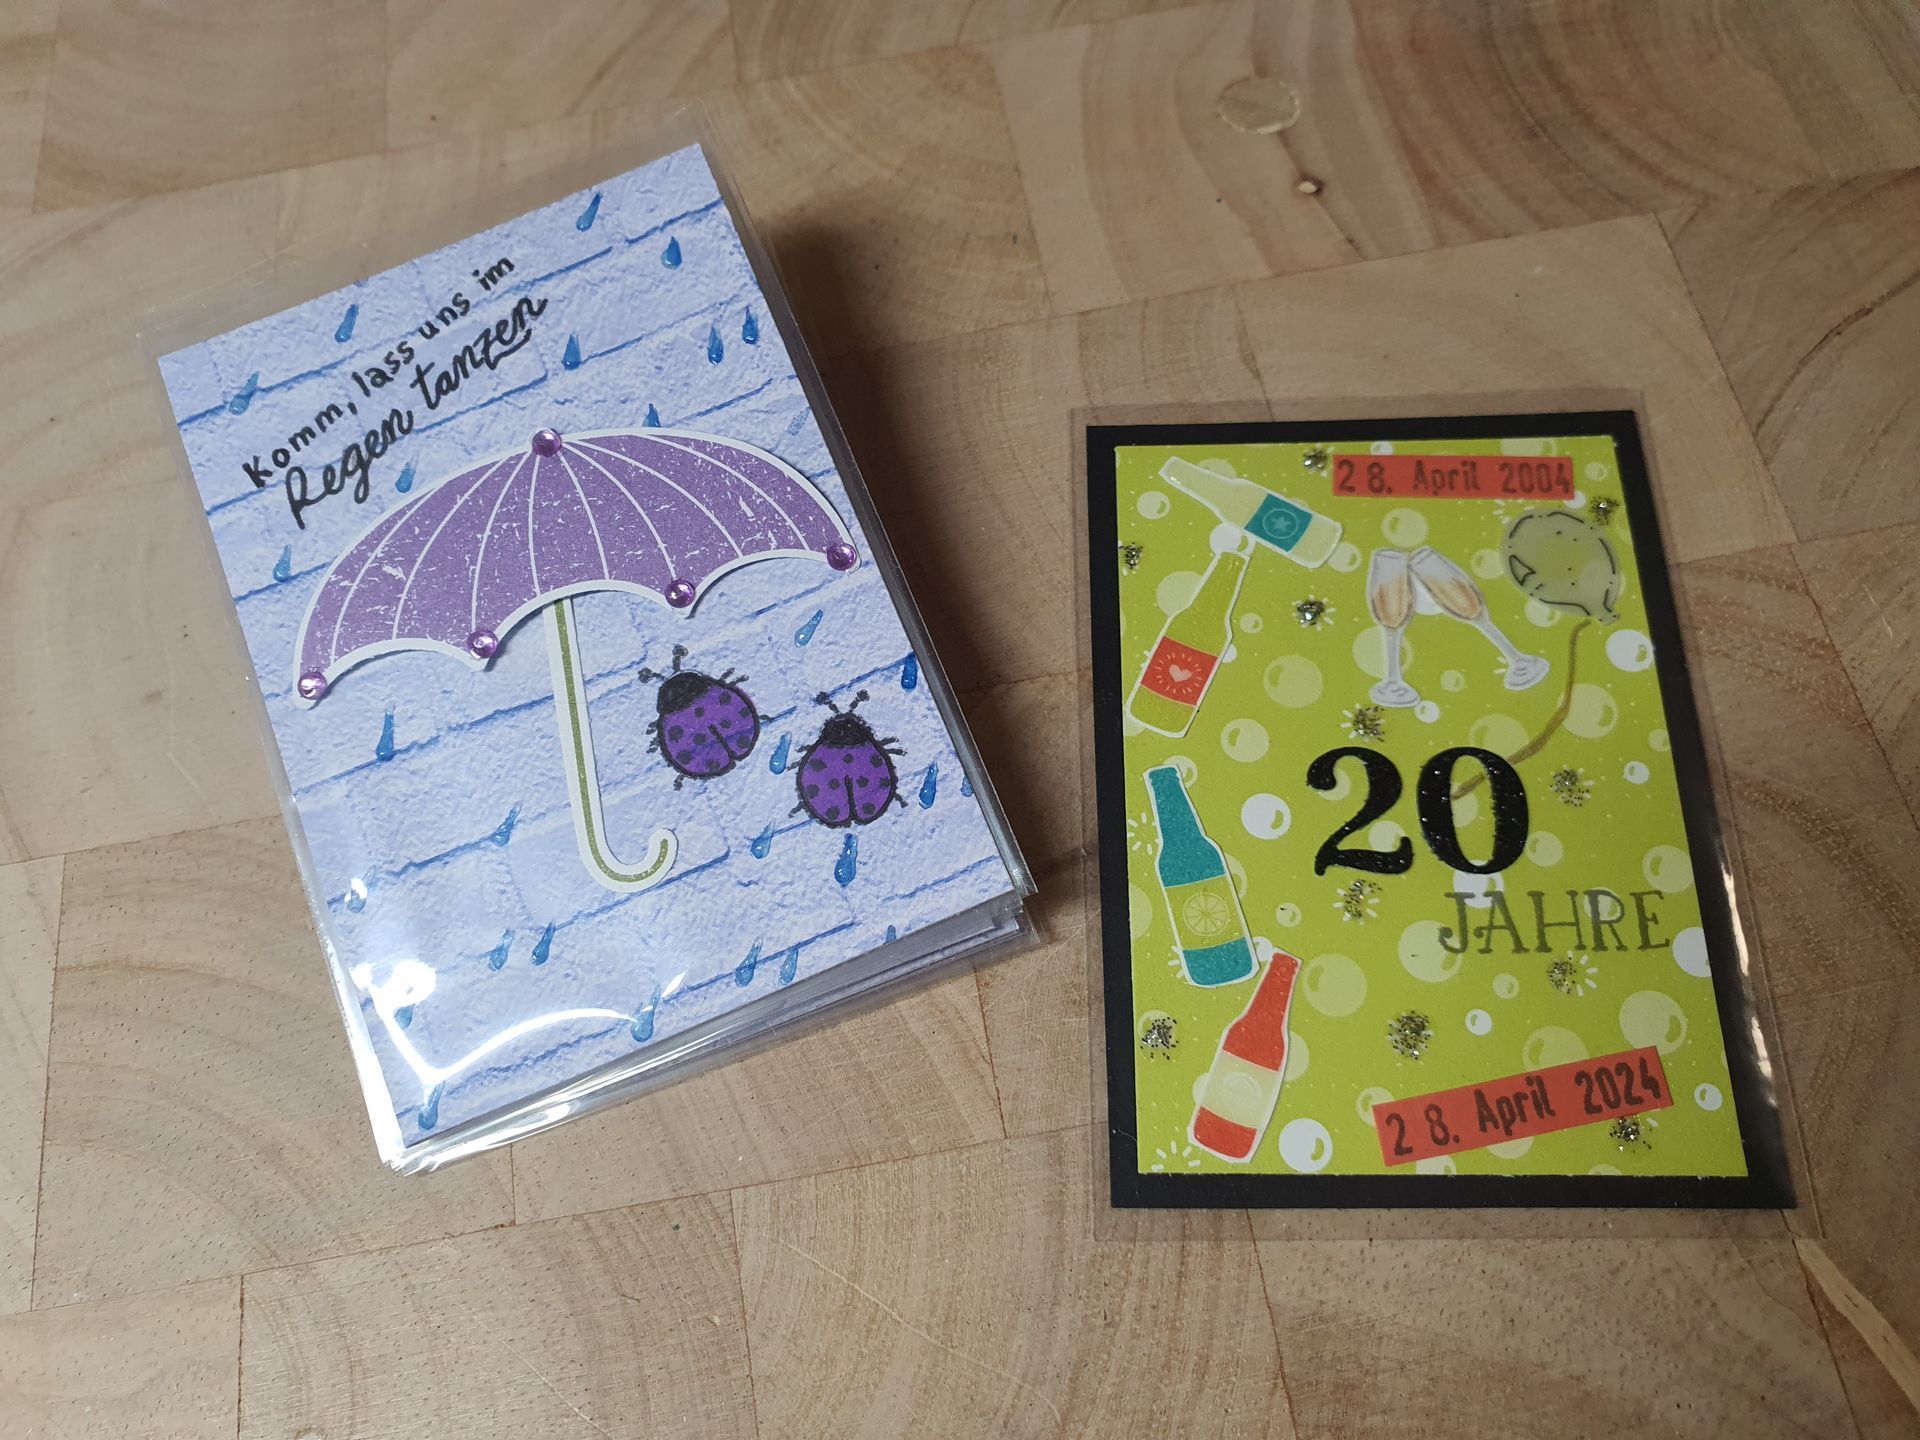 Komm, lass uns im
Regen tanzen
28. April 2004
20
JAHRE
28. April 2024